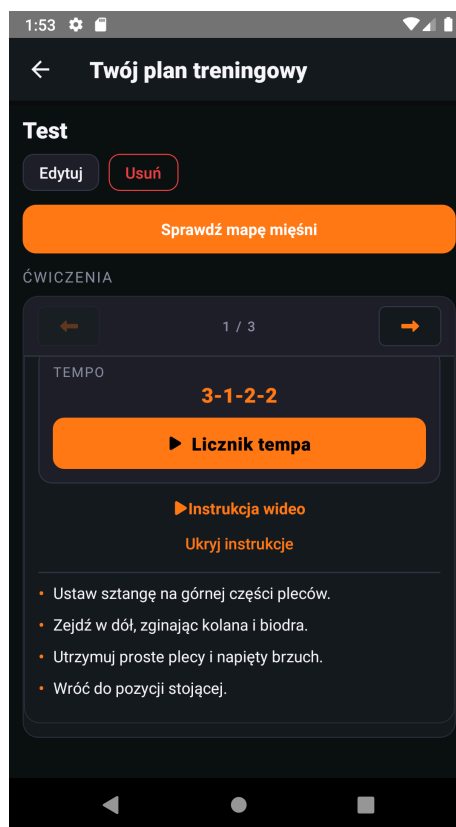 1:53
Twój plan treningowy
Test
Edytuj
Usuń
Sprawdź mapę mięśni
ĆWICZENIA
1 / 3
TEMPO
3-1-2-2
Licznik tempa
Instrukcja wideo
Ukryj instrukcje
• Ustaw sztangę na górnej części pleców.
• Zejdź w dół, zginając kolana i biodra.
• Utrzymuj proste plecy i napięty brzuch.
• Wróć do pozycji stojącej.